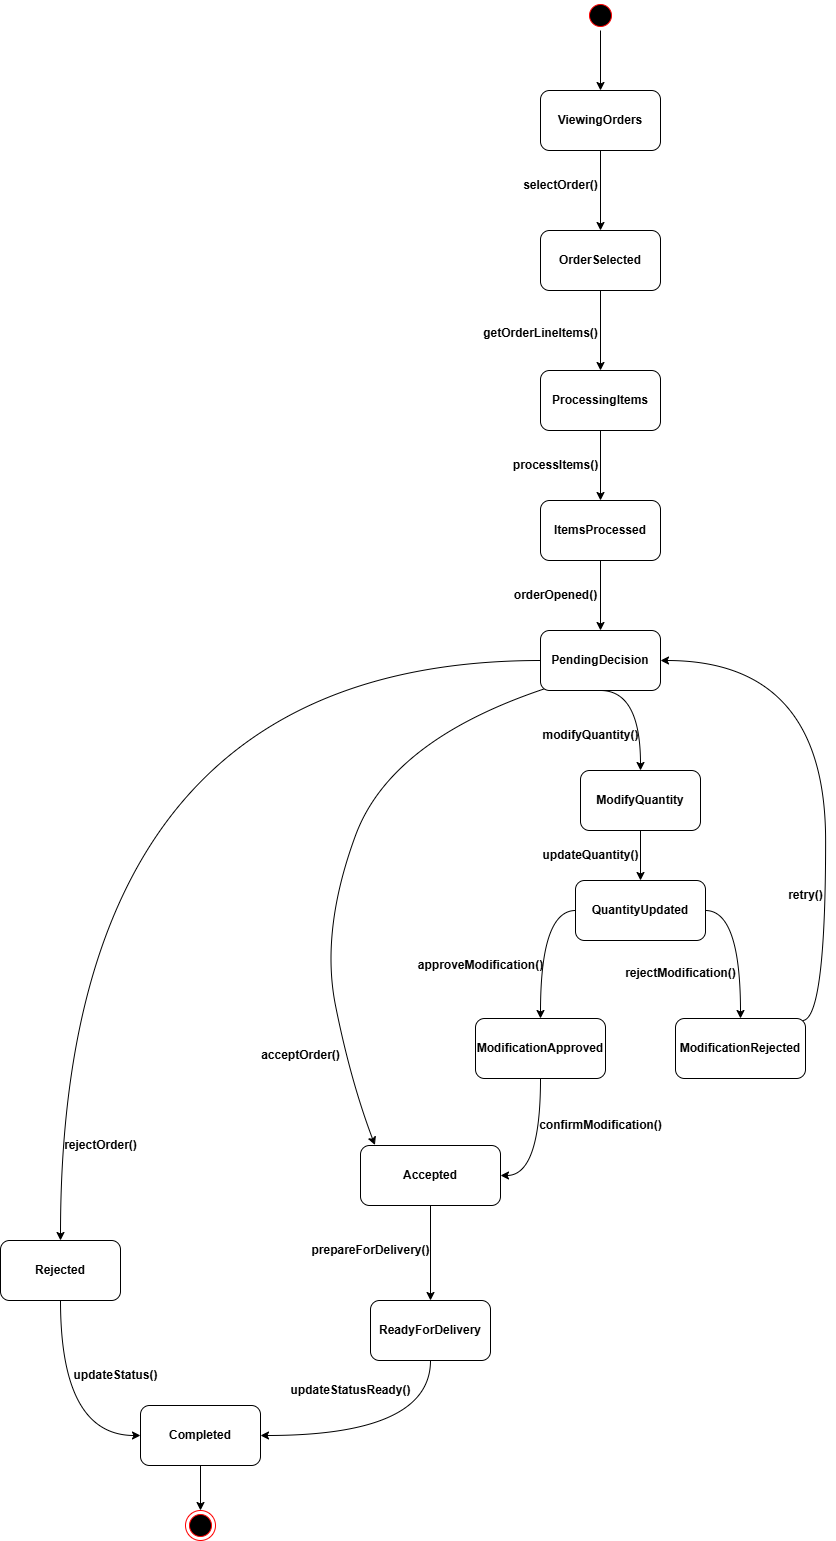 ViewingOrders
selectOrder()
OrderSelected
getOrderLineItems()
ProcessingItems
processItems()
ItemsProcessed
orderOpened()
PendingDecision
modifyQuantity()
ModifyQuantity
updateQuantity()
retry()
QuantityUpdated
approveModification()
rejectModification()
ModificationApproved
ModificationRejected
acceptOrder()
confirmModification()
rejectOrder()
Accepted
prepareForDelivery()
Rejected
ReadyForDelivery
updateStatus()
updateStatusReady()
Completed